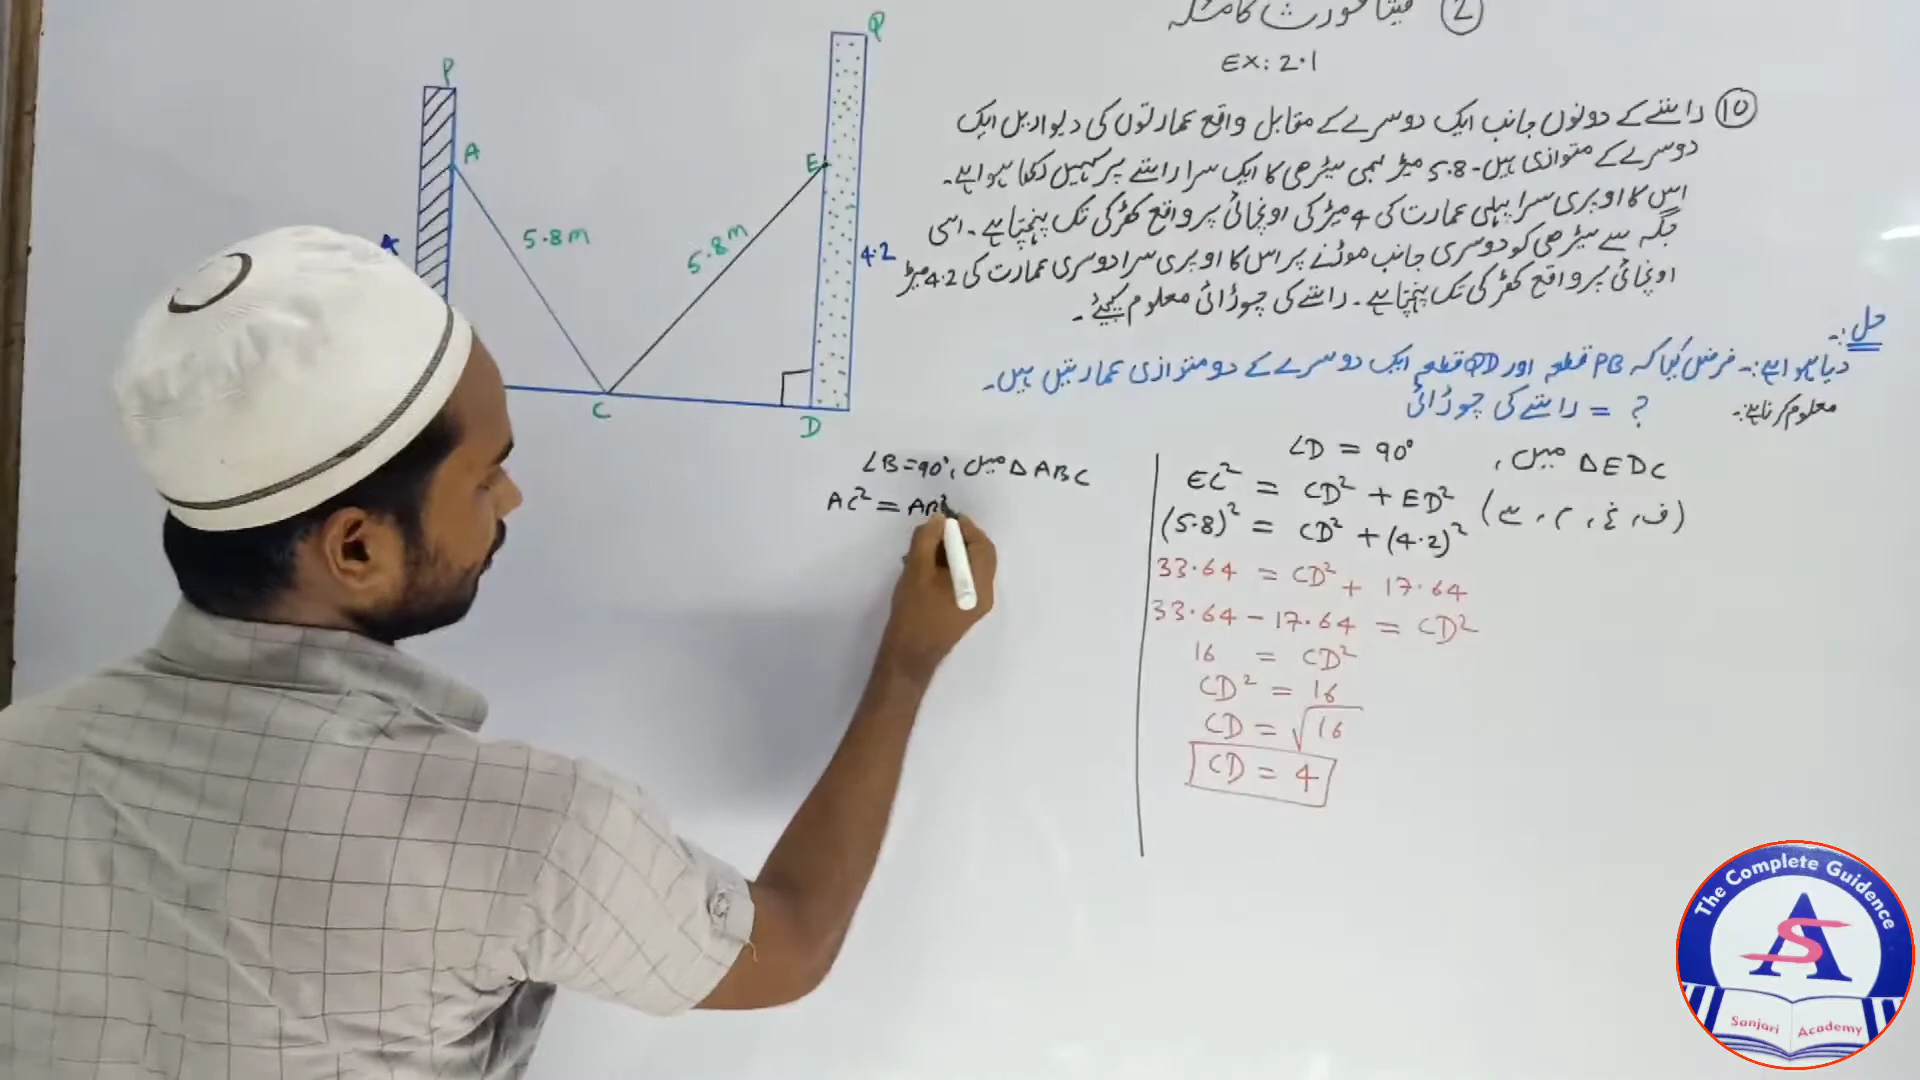 ② فیثا غورث کا مسئلہ
EX: 2.1
⑩ راستے کے دونوں جانب ایک دوسرے کے مقابل واقع عمارتوں کی دیواریں ایک
دوسرے کے متوازی ہیں۔ 5.8 میٹر لمبی سیڑھی کا ایک سرا راستے پر کہیں رکھا ہوا ہے۔
اس کا اوپری سرا پہلی عمارت کی 4 میٹر کی اونچائی پر واقع کھڑکی تک پہنچتا ہے۔ اسی
جگہ سے سیڑھی کو دوسری جانب موڑنے پر اس کا اوپری سرا دوسری عمارت کی 4.2 میٹر
اونچائی پر واقع کھڑکی تک پہنچتا ہے۔ راستے کی چوڑائی معلوم کیجیے۔
حل :۔
دیا ہوا ہے :۔ فرض کیا کہ PB قطعہ اور QD قطعہ ایک دوسرے کے دو متوازی عمارتیں ہیں۔
معلوم کرنا ہے :۔ راستے کی چوڑائی = ?
P
Q
A
E
5.8m
5.8m
4
4.2
C
D
△EDC میں، ∠D = 90°
EC² = CD² + ED² (ف، غ، م، سے)
(5.8)² = CD² + (4.2)²
33.64 = CD² + 17.64
33.64 - 17.64 = CD²
16 = CD²
CD² = 16
CD = √16
CD = 4
△ABC میں، ∠B=90°
AC² = AB²
The Complete Guidence
AS
Sanjari Academy